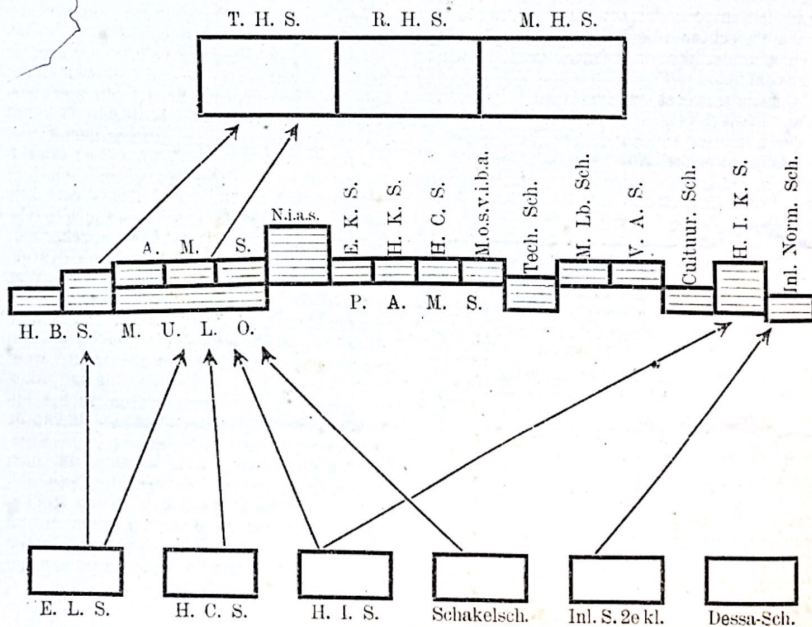 T. H. S. R. H. S. M. H. S.
N.i.a.s. E. K. S. H. K. S. H. C. S. M.o.s.v.i.b.a. Tech. Sch. M. Lb. Sch. V. A. S. Cultuur. Sch. H. I. K. S. Inl. Norm. Sch.
A. M. S.
P. A. M. S.
H. B. S. M. U. L. O.
E. L. S. H. C. S. H. I. S. Schakelsch. Inl. S. 2e kl. Dessa-Sch.